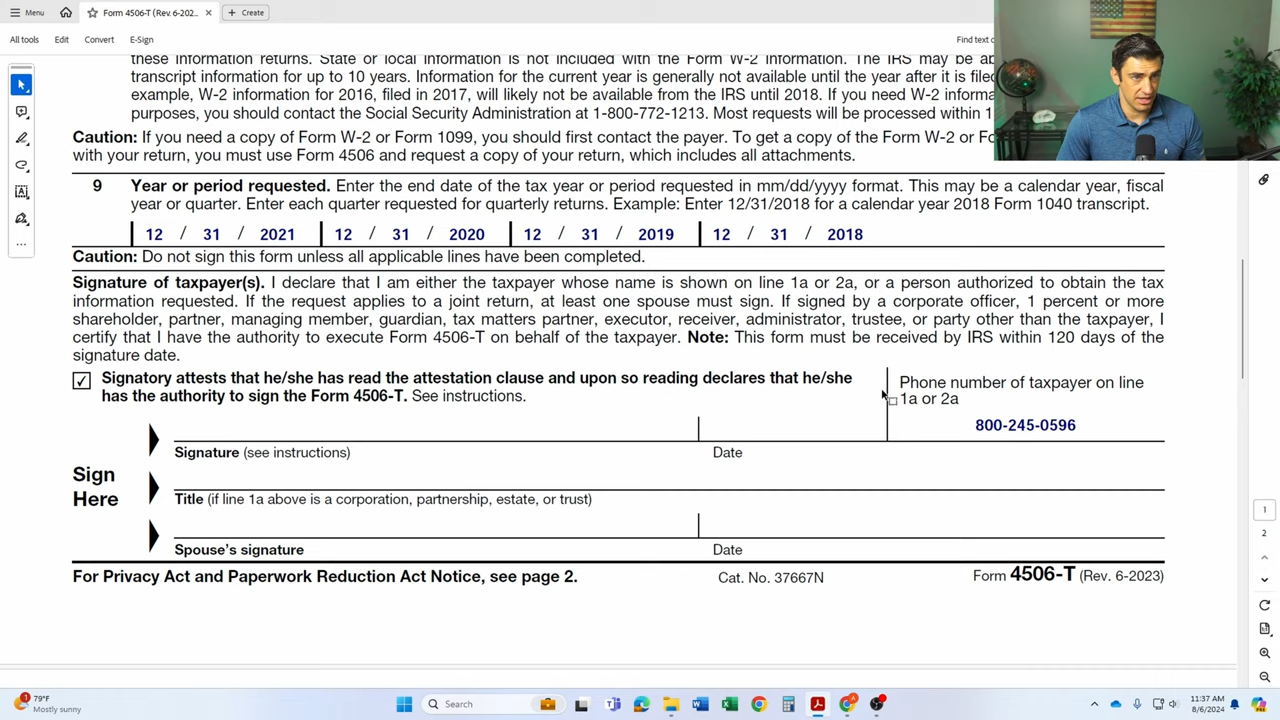 Menu
Form 4506-T (Rev. 6-202...
Create
All tools
Edit
Convert
E-Sign
Find text o
these information returns. State or local information is not included with the Form W-2 information. The IRS may be ab
transcript information for up to 10 years. Information for the current year is generally not available until the year after it is filed
example, W-2 information for 2016, filed in 2017, will likely not be available from the IRS until 2018. If you need W-2 informa
purposes, you should contact the Social Security Administration at 1-800-772-1213. Most requests will be processed within 1
Caution: If you need a copy of Form W-2 or Form 1099, you should first contact the payer. To get a copy of the Form W-2 or Fo
with your return, you must use Form 4506 and request a copy of your return, which includes all attachments.
9 Year or period requested. Enter the end date of the tax year or period requested in mm/dd/yyyy format. This may be a calendar year, fiscal
year or quarter. Enter each quarter requested for quarterly returns. Example: Enter 12/31/2018 for a calendar year 2018 Form 1040 transcript.
12 / 31 / 2021 12 / 31 / 2020 12 / 31 / 2019 12 / 31 / 2018
Caution: Do not sign this form unless all applicable lines have been completed.
Signature of taxpayer(s). I declare that I am either the taxpayer whose name is shown on line 1a or 2a, or a person authorized to obtain the tax
information requested. If the request applies to a joint return, at least one spouse must sign. If signed by a corporate officer, 1 percent or more
shareholder, partner, managing member, guardian, tax matters partner, executor, receiver, administrator, trustee, or party other than the taxpayer, I
certify that I have the authority to execute Form 4506-T on behalf of the taxpayer. Note: This form must be received by IRS within 120 days of the
signature date.
Signatory attests that he/she has read the attestation clause and upon so reading declares that he/she
has the authority to sign the Form 4506-T. See instructions.
Phone number of taxpayer on line
1a or 2a
800-245-0596
Sign
Here
Signature (see instructions)
Date
Title (if line 1a above is a corporation, partnership, estate, or trust)
Spouse's signature
Date
For Privacy Act and Paperwork Reduction Act Notice, see page 2.
Cat. No. 37667N
Form 4506-T (Rev. 6-2023)
1
2
79°F
Mostly sunny
Search
11:37 AM
8/6/2024